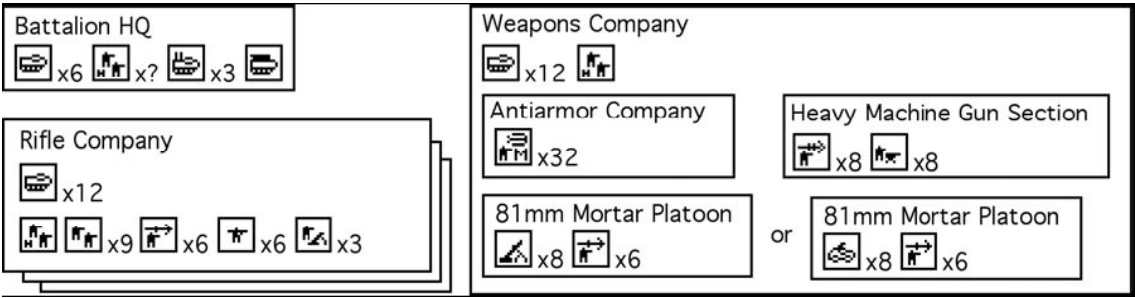 Battalion HQ
x6 H x? x3
Rifle Company
x12
H x9 x6 x6 x3
Weapons Company
x12 H
Antiarmor Company
M x32
Heavy Machine Gun Section
x8 x8
81mm Mortar Platoon
x8 x6
or
81mm Mortar Platoon
x8 x6